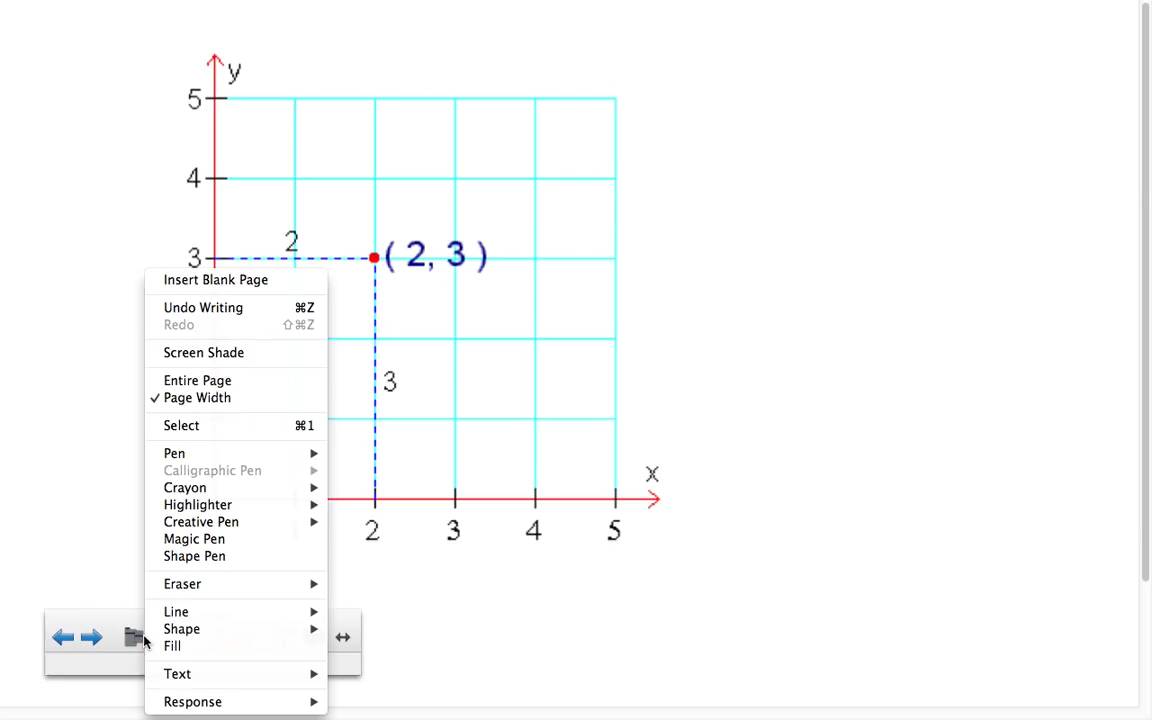 y
5
4
2
3
( 2, 3 )
3
x
2
3
4
5
Insert Blank Page
Undo Writing ⌘Z
Redo ⇧⌘Z
Screen Shade
Entire Page
✓ Page Width
Select ⌘1
Pen
Calligraphic Pen
Crayon
Highlighter
Creative Pen
Magic Pen
Shape Pen
Eraser
Line
Shape
Fill
Text
Response